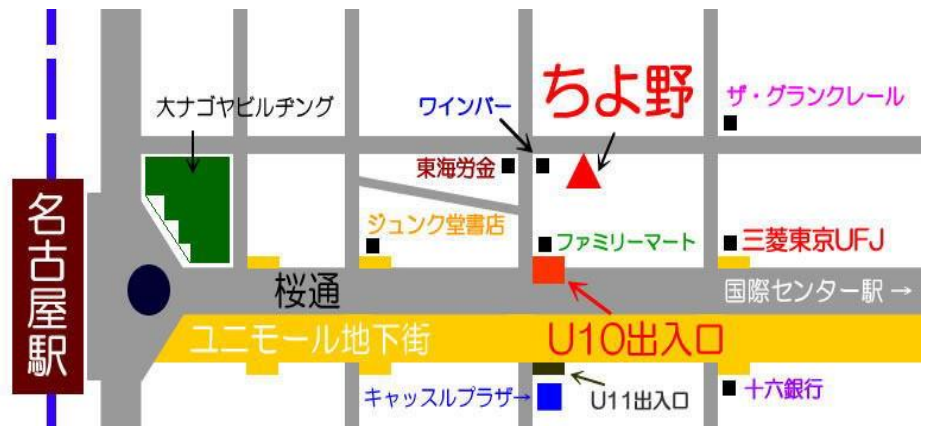 ちよ野
ザ・グランクレール
大ナゴヤビルヂング
ワインバー
東海労金
名古屋駅
ジュンク堂書店
ファミリーマート
三菱東京UFJ
桜通
国際センター駅→
ユニモール地下街
U10出入口
キャッスルプラザ→
U11出入口
十六銀行